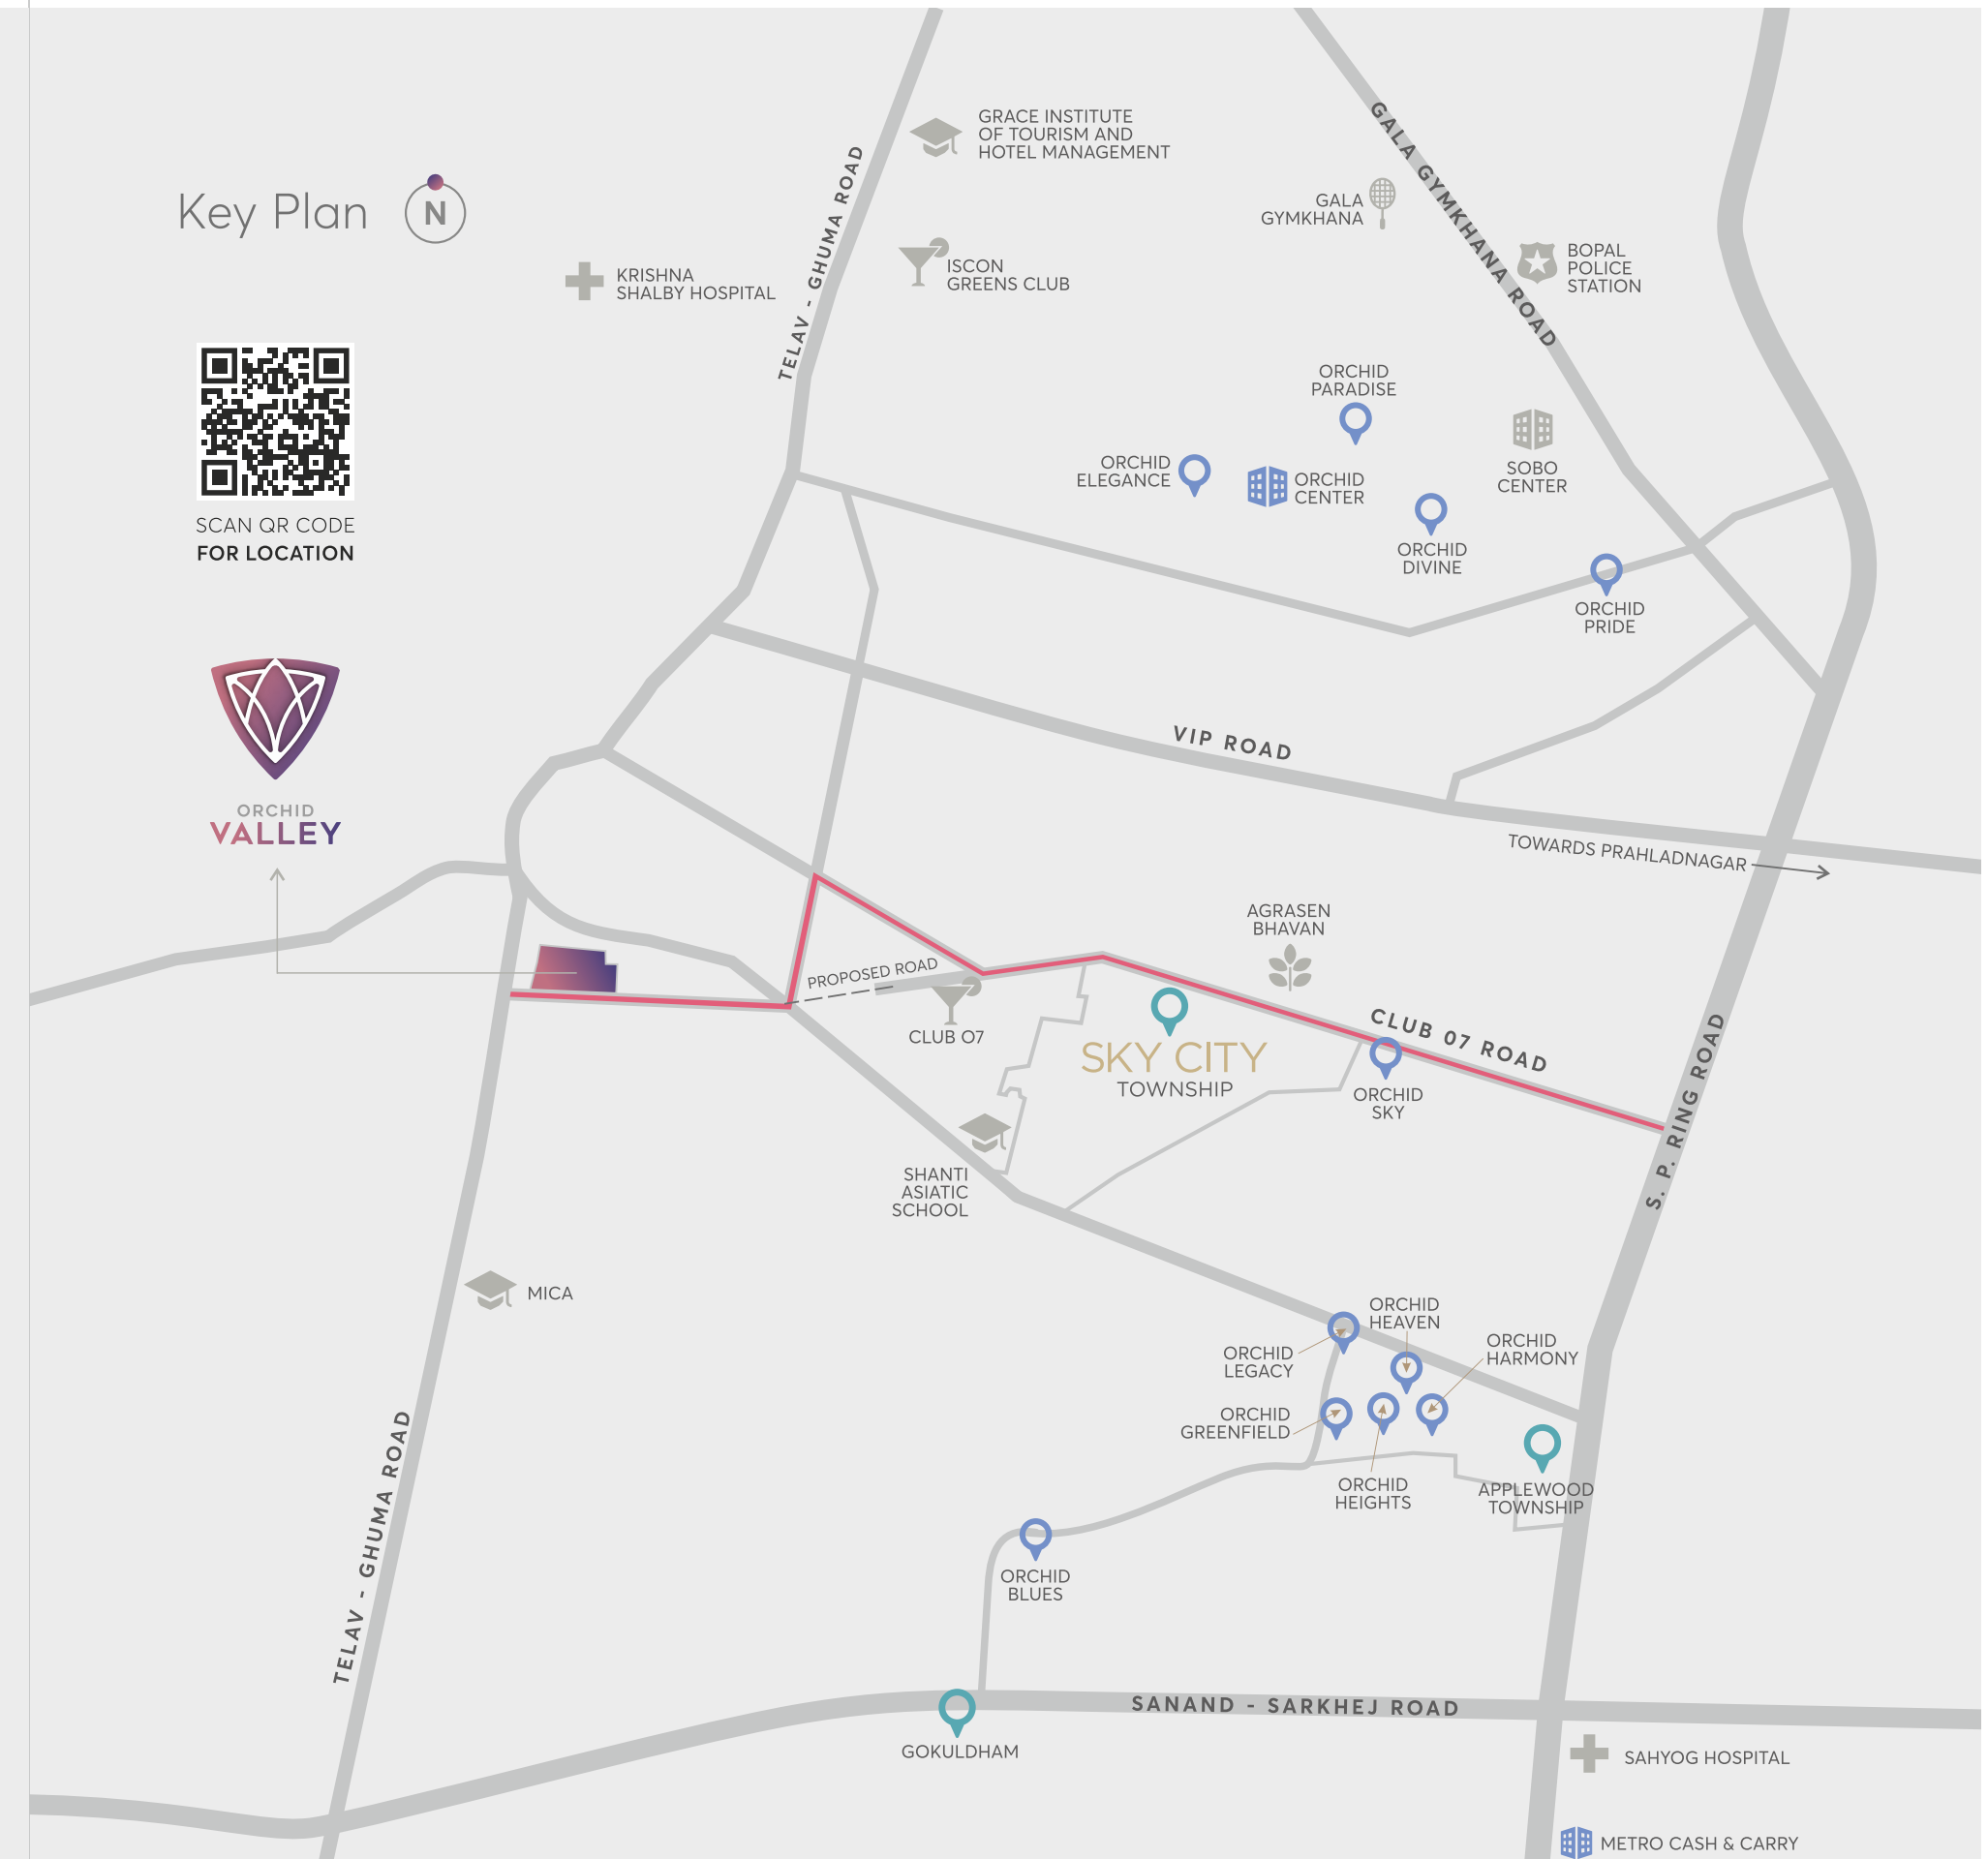 Key Plan
N
SCAN QR CODE
FOR LOCATION
ORCHID
VALLEY
GRACE INSTITUTE
OF TOURISM AND
HOTEL MANAGEMENT
TELAV - GHUMA ROAD
KRISHNA
SHALBY HOSPITAL
ISCON
GREENS CLUB
GALA
GYMKHANA
GALA GYMKHANA ROAD
BOPAL
POLICE
STATION
ORCHID
PARADISE
ORCHID
ELEGANCE
ORCHID
CENTER
SOBO
CENTER
ORCHID
DIVINE
ORCHID
PRIDE
VIP ROAD
TOWARDS PRAHLADNAGAR
AGRASEN
BHAVAN
PROPOSED ROAD
CLUB O7
SKY CITY
TOWNSHIP
CLUB 07 ROAD
ORCHID
SKY
S. P. RING ROAD
SHANTI
ASIATIC
SCHOOL
MICA
ORCHID
HEAVEN
ORCHID
LEGACY
ORCHID
HARMONY
ORCHID
GREENFIELD
ORCHID
HEIGHTS
APPLEWOOD
TOWNSHIP
TELAV - GHUMA ROAD
ORCHID
BLUES
SANAND - SARKHEJ ROAD
GOKULDHAM
SAHYOG HOSPITAL
METRO CASH & CARRY